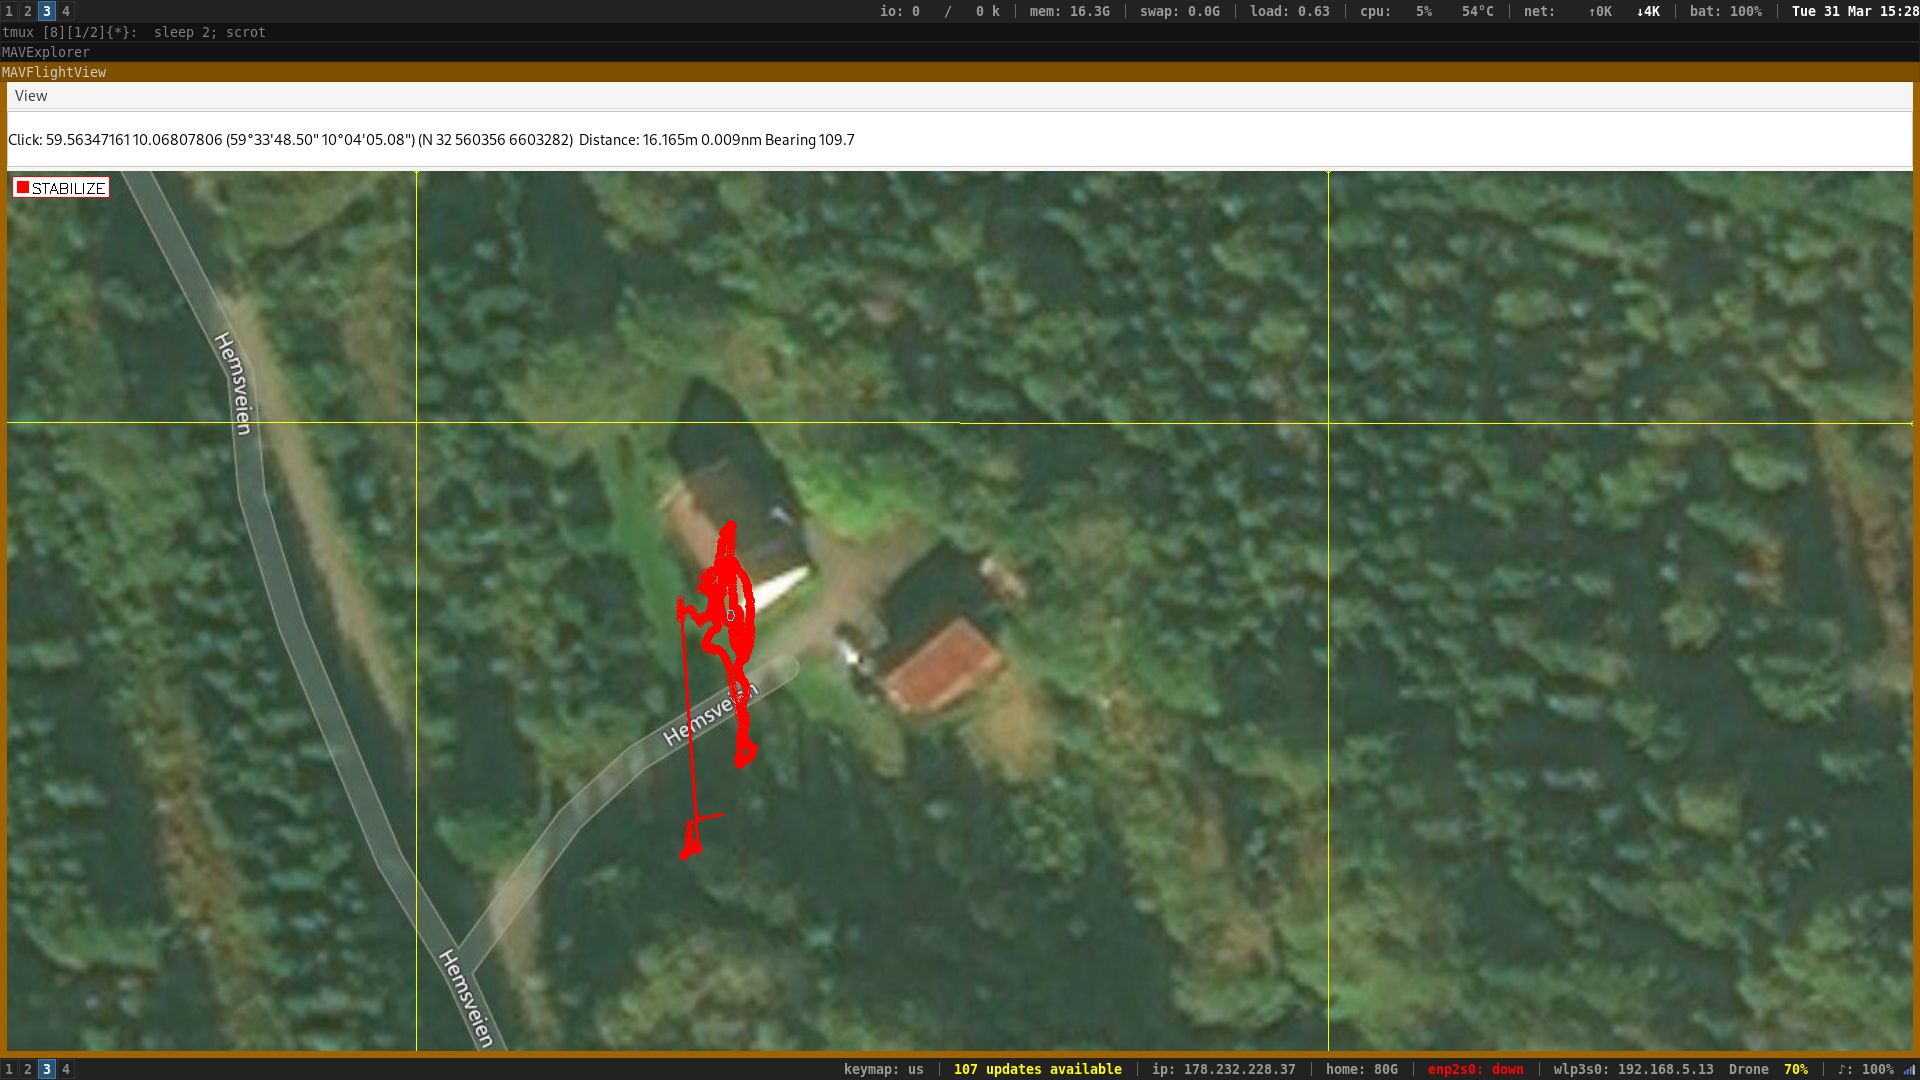 1 2 3 4 io: 0 / 0 k | mem: 16.3G | swap: 0.0G | load: 0.63 | cpu: 5% 54°C | net: ↑0K ↓4K | bat: 100% | Tue 31 Mar 15:28
tmux [8][1/2]{*}: sleep 2; scrot
MAVExplorer
MAVFlightView
View
Click: 59.56347161 10.06807806 (59°33'48.50" 10°04'05.08") (N 32 560356 6603282) Distance: 16.165m 0.009nm Bearing 109.7
STABILIZE
Hemsveien
Hemsveien
Hemsveien
1 2 3 4 keymap: us | 107 updates available | ip: 178.232.228.37 | home: 80G | enp2s0: down | wlp3s0: 192.168.5.13 Drone 70% | ♪: 100%